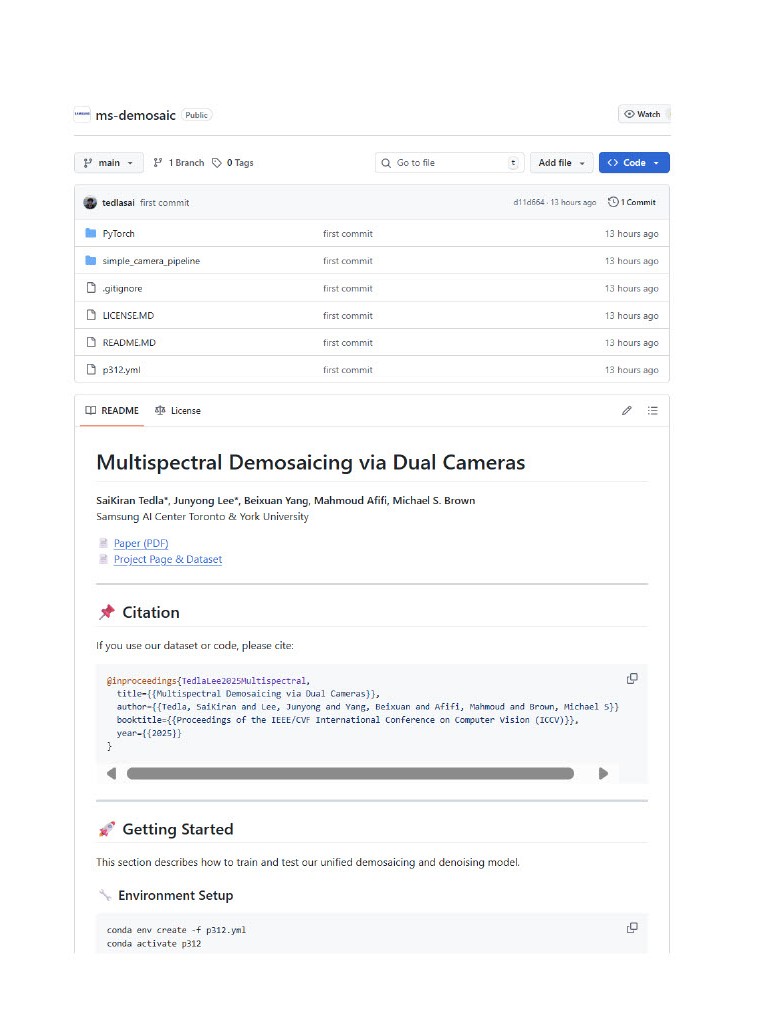 SAMSUNG
ms-demosaic Public Watch
main 1 Branch 0 Tags Go to file t Add file Code
tedlasai first commit d11d664 · 13 hours ago 1 Commit
PyTorch first commit 13 hours ago
simple_camera_pipeline first commit 13 hours ago
.gitignore first commit 13 hours ago
LICENSE.MD first commit 13 hours ago
README.MD first commit 13 hours ago
p312.yml first commit 13 hours ago
README License
Multispectral Demosaicing via Dual Cameras
SaiKiran Tedla*, Junyong Lee*, Beixuan Yang, Mahmoud Afifi, Michael S. Brown
Samsung AI Center Toronto & York University
Paper (PDF)
Project Page & Dataset
Citation
If you use our dataset or code, please cite:
@inproceedings{TedlaLee2025Multispectral,
title={{Multispectral Demosaicing via Dual Cameras}},
author={{Tedla, SaiKiran and Lee, Junyong and Yang, Beixuan and Afifi, Mahmoud and Brown, Michael S}}
booktitle={{Proceedings of the IEEE/CVF International Conference on Computer Vision (ICCV)}},
year={{2025}}
}
Getting Started
This section describes how to train and test our unified demosaicing and denoising model.
Environment Setup
conda env create -f p312.yml
conda activate p312